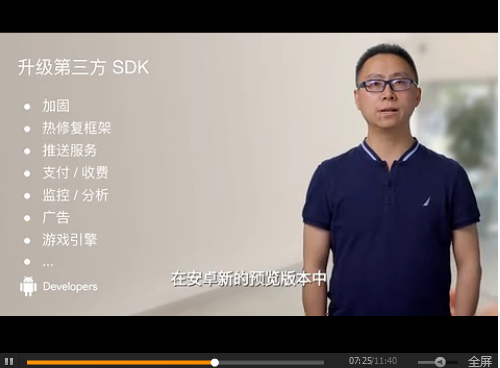 升级第三方 SDK
加固
热修复框架
推送服务
支付 / 收费
监控 / 分析
广告
游戏引擎
...
Developers
在安卓新的预览版本中
07:25/11:40
全屏